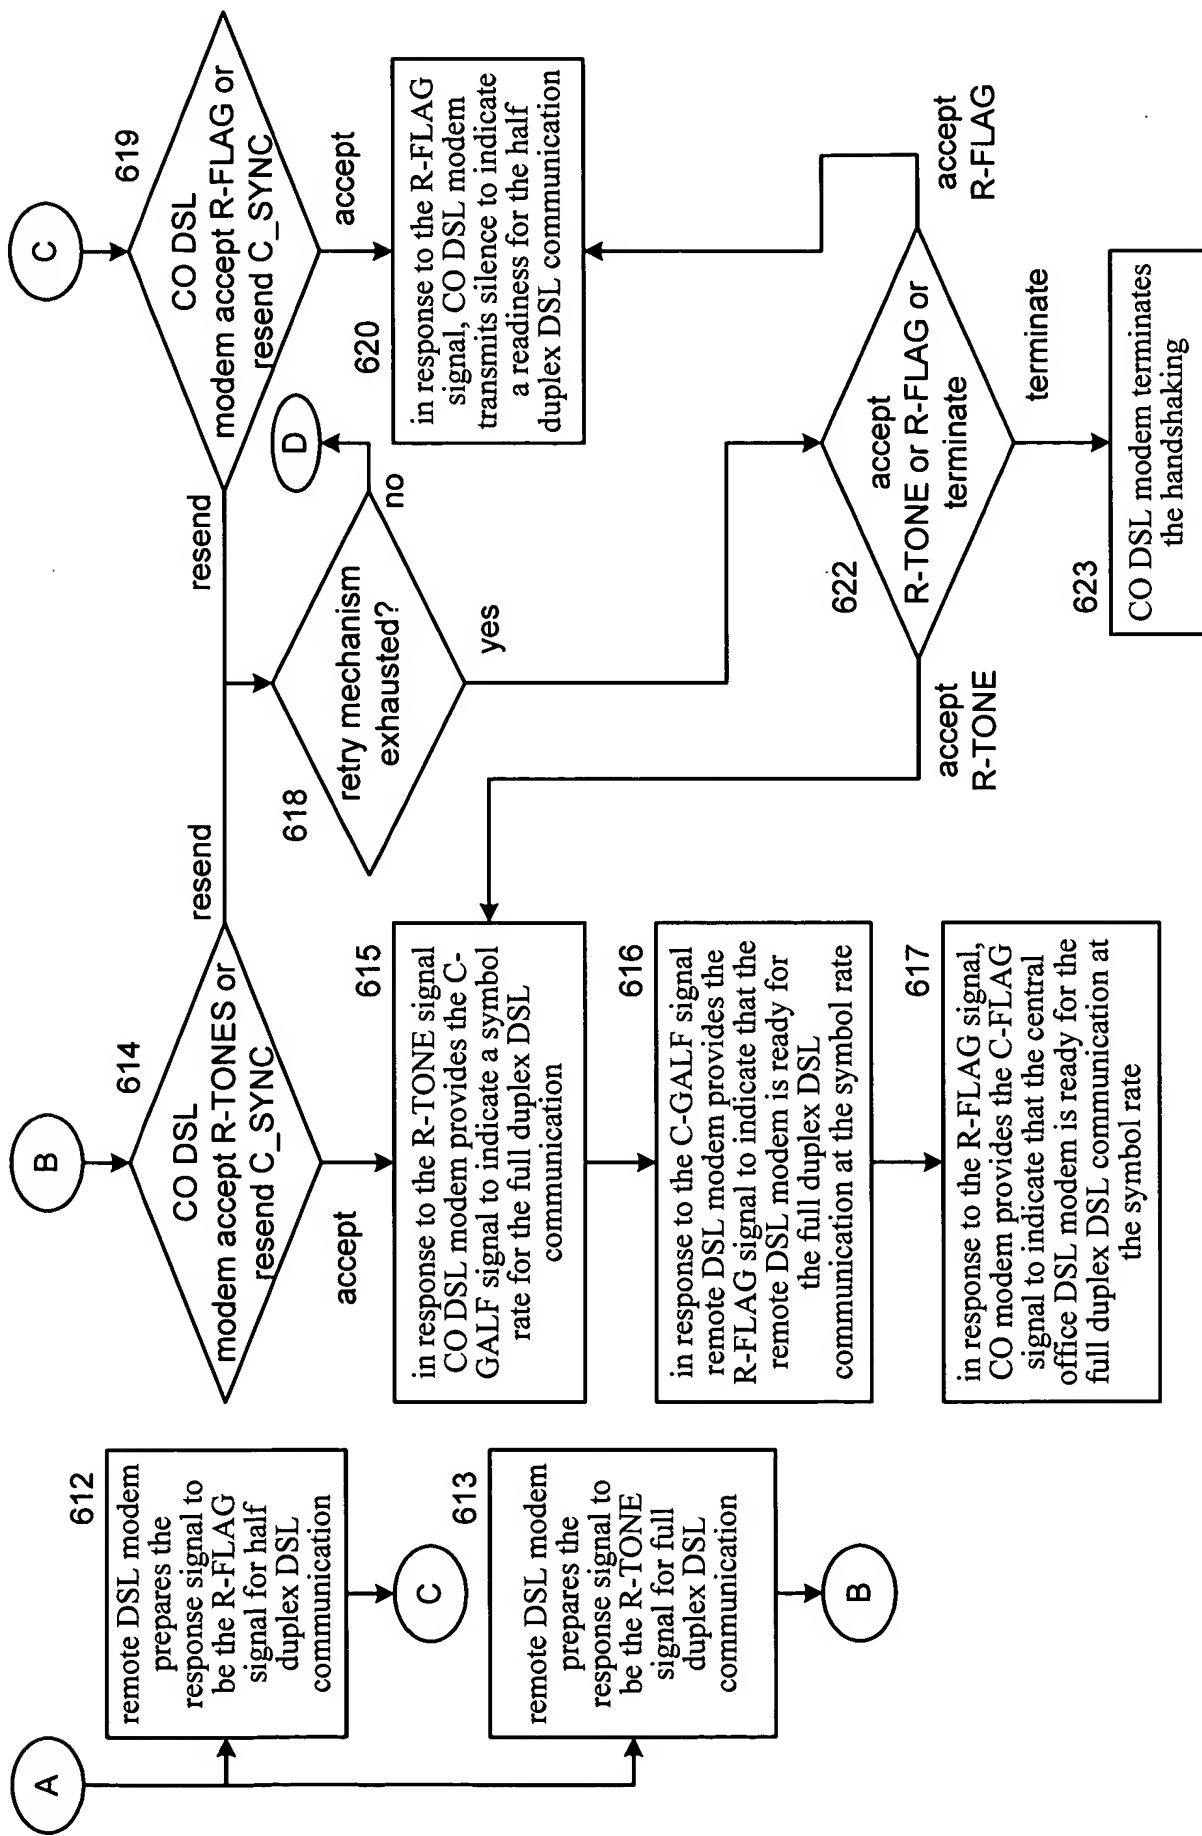 A
612
remote DSL modem
prepares the
response signal to
be the R-FLAG
signal for half
duplex DSL
communication
C
613
remote DSL modem
prepares the
response signal to
be the R-TONE
signal for full
duplex DSL
communication
B
B
614
CO DSL
modem accept R-TONES or
resend C_SYNC
resend
accept
615
in response to the R-TONE signal
CO DSL modem provides the C-
GALF signal to indicate a symbol
rate for the full duplex DSL
communication
616
in response to the C-GALF signal
remote DSL modem provides the
R-FLAG signal to indicate that the
remote DSL modem is ready for
the full duplex DSL
communication at the symbol rate
617
in response to the R-FLAG signal,
CO modem provides the C-FLAG
signal to indicate that the central
office DSL modem is ready for the
full duplex DSL communication at
the symbol rate
C
619
CO DSL
modem accept R-FLAG or
resend C_SYNC
resend
accept
D
618
retry mechanism
exhausted?
no
yes
620
in response to the R-FLAG
signal, CO DSL modem
transmits silence to indicate
a readiness for the half
duplex DSL communication
622
accept
R-TONE or R-FLAG or
terminate
accept
R-TONE
accept
R-FLAG
terminate
623
CO DSL modem terminates
the handshaking